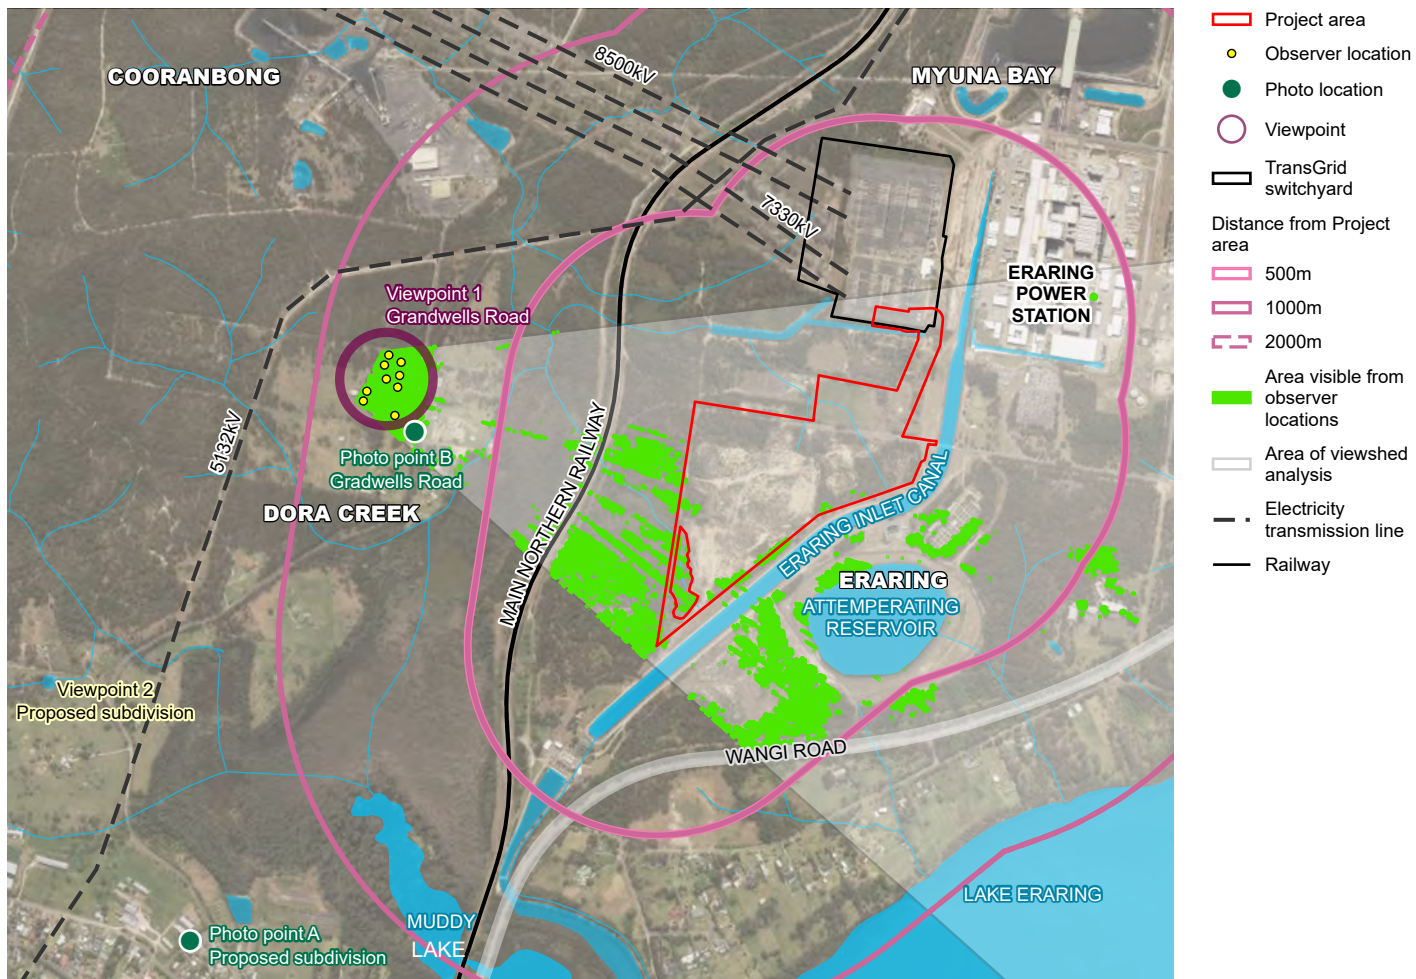 COORANBONG
8500kV
MYUNA BAY
7330kV
ERARING
POWER
STATION
Viewpoint 1
Grandwells Road
5132kV
Photo point B
Gradwells Road
DORA CREEK
MAIN NORTHERN RAILWAY
ERARING INLET CANAL
ERARING
ATTEMPERATING
RESERVOIR
Viewpoint 2
Proposed subdivision
WANGI ROAD
LAKE ERARING
MUDDY
LAKE
Photo point A
Proposed subdivision
Project area
Observer location
Photo location
Viewpoint
TransGrid
switchyard
Distance from Project
area
500m
1000m
2000m
Area visible from
observer
locations
Area of viewshed
analysis
Electricity
transmission line
Railway